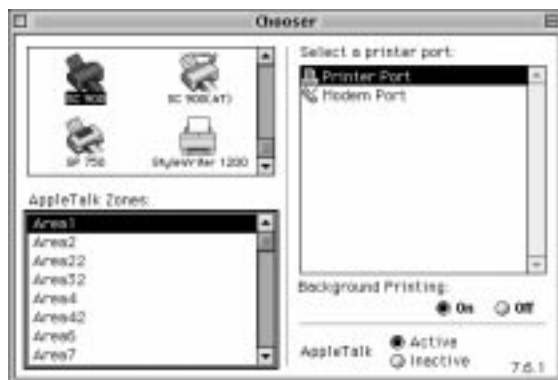 Chooser
SC 900
SC 900(AT)
SP 750
StyleWriter 1200
AppleTalk Zones:
Area1
Area2
Area22
Area32
Area4
Area42
Area5
Area7
Select a printer port:
Printer Port
Modem Port
Background Printing:
On
Off
AppleTalk
Active
Inactive
7.6.1